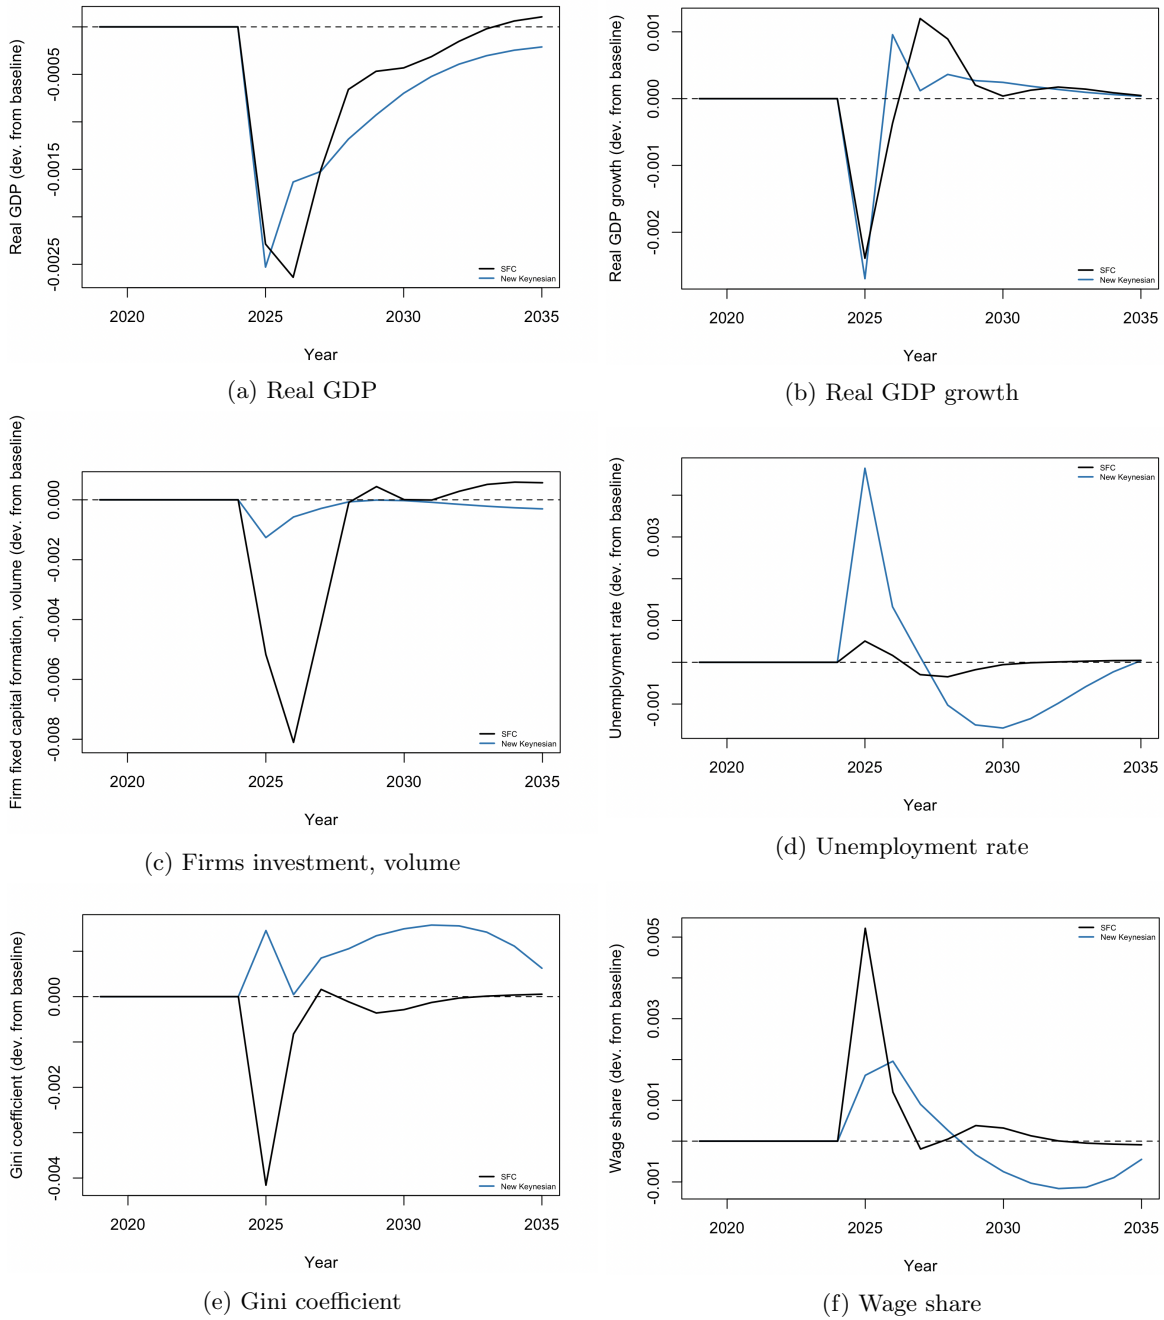 Real GDP (dev. from baseline)
-0.0005
-0.0015
-0.0025
SFC
New Keynesian
2020 2025 2030 2035
Year
(a) Real GDP
Real GDP growth (dev. from baseline)
0.001
0.000
-0.001
-0.002
SFC
New Keynesian
2020 2025 2030 2035
Year
(b) Real GDP growth
Firm fixed capital formation, volume (dev. from baseline)
0.000
-0.002
-0.004
-0.006
-0.008
SFC
New Keynesian
2020 2025 2030 2035
Year
(c) Firms investment, volume
Unemployment rate (dev. from baseline)
0.003
0.001
-0.001
SFC
New Keynesian
2020 2025 2030 2035
Year
(d) Unemployment rate
Gini coefficient (dev. from baseline)
0.000
-0.002
-0.004
SFC
New Keynesian
2020 2025 2030 2035
Year
(e) Gini coefficient
Wage share (dev. from baseline)
0.005
0.003
0.001
-0.001
SFC
New Keynesian
2020 2025 2030 2035
Year
(f) Wage share